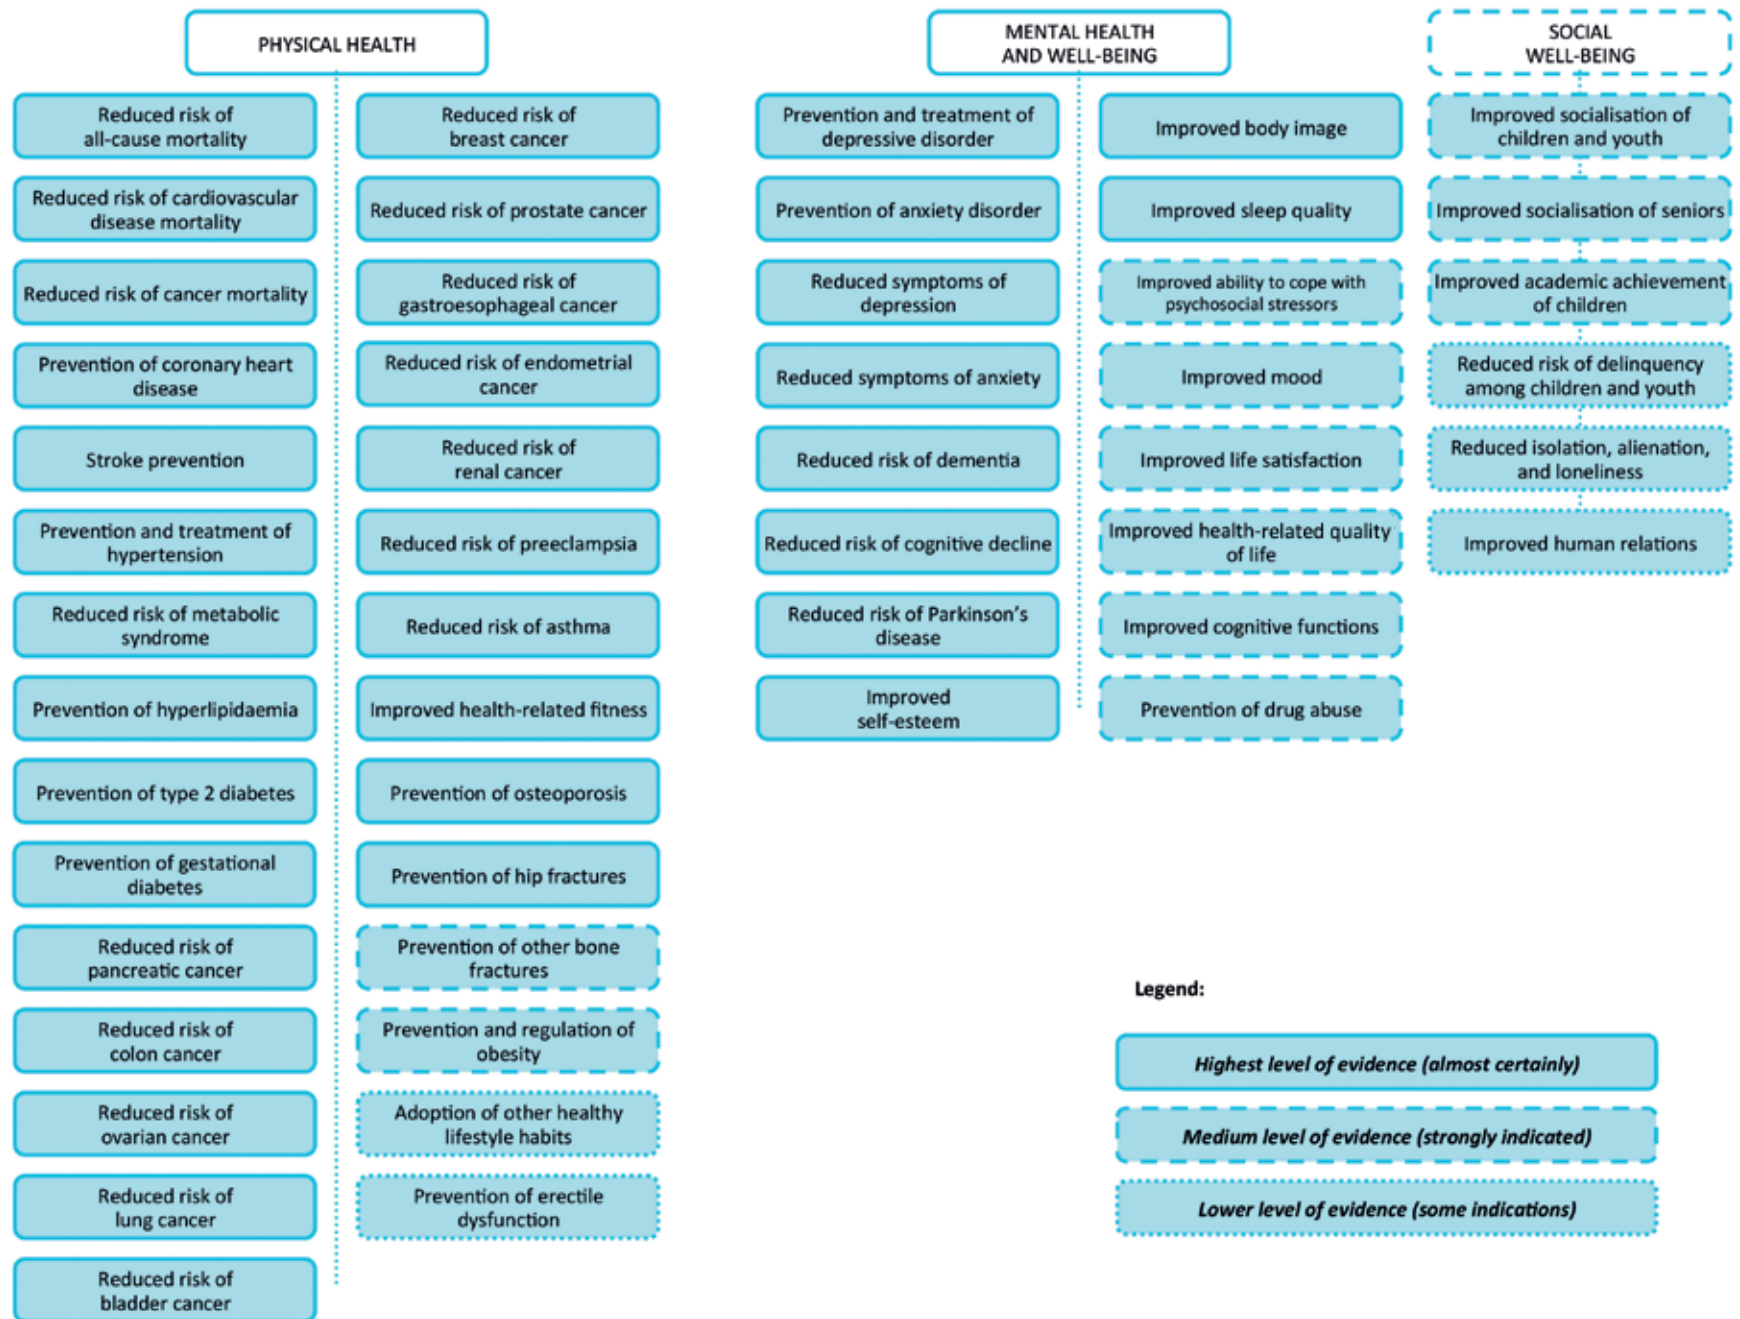 PHYSICAL HEALTH
Reduced risk of
all-cause mortality
Reduced risk of cardiovascular
disease mortality
Reduced risk of cancer mortality
Prevention of coronary heart
disease
Stroke prevention
Prevention and treatment of
hypertension
Reduced risk of metabolic
syndrome
Prevention of hyperlipidaemia
Prevention of type 2 diabetes
Prevention of gestational
diabetes
Reduced risk of
pancreatic cancer
Reduced risk of
colon cancer
Reduced risk of
ovarian cancer
Reduced risk of
lung cancer
Reduced risk of
bladder cancer
Reduced risk of
breast cancer
Reduced risk of prostate cancer
Reduced risk of
gastroesophageal cancer
Reduced risk of endometrial
cancer
Reduced risk of
renal cancer
Reduced risk of preeclampsia
Reduced risk of asthma
Improved health-related fitness
Prevention of osteoporosis
Prevention of hip fractures
Prevention of other bone
fractures
Prevention and regulation of
obesity
Adoption of other healthy
lifestyle habits
Prevention of erectile
dysfunction
MENTAL HEALTH
AND WELL-BEING
Prevention and treatment of
depressive disorder
Prevention of anxiety disorder
Reduced symptoms of
depression
Reduced symptoms of anxiety
Reduced risk of dementia
Reduced risk of cognitive decline
Reduced risk of Parkinson's
disease
Improved
self-esteem
Improved body image
Improved sleep quality
Improved ability to cope with
psychosocial stressors
Improved mood
Improved life satisfaction
Improved health-related quality
of life
Improved cognitive functions
Prevention of drug abuse
SOCIAL
WELL-BEING
Improved socialisation of
children and youth
Improved socialisation of seniors
Improved academic achievement
of children
Reduced risk of delinquency
among children and youth
Reduced isolation, alienation,
and loneliness
Improved human relations
Legend:
Highest level of evidence (almost certainly)
Medium level of evidence (strongly indicated)
Lower level of evidence (some indications)